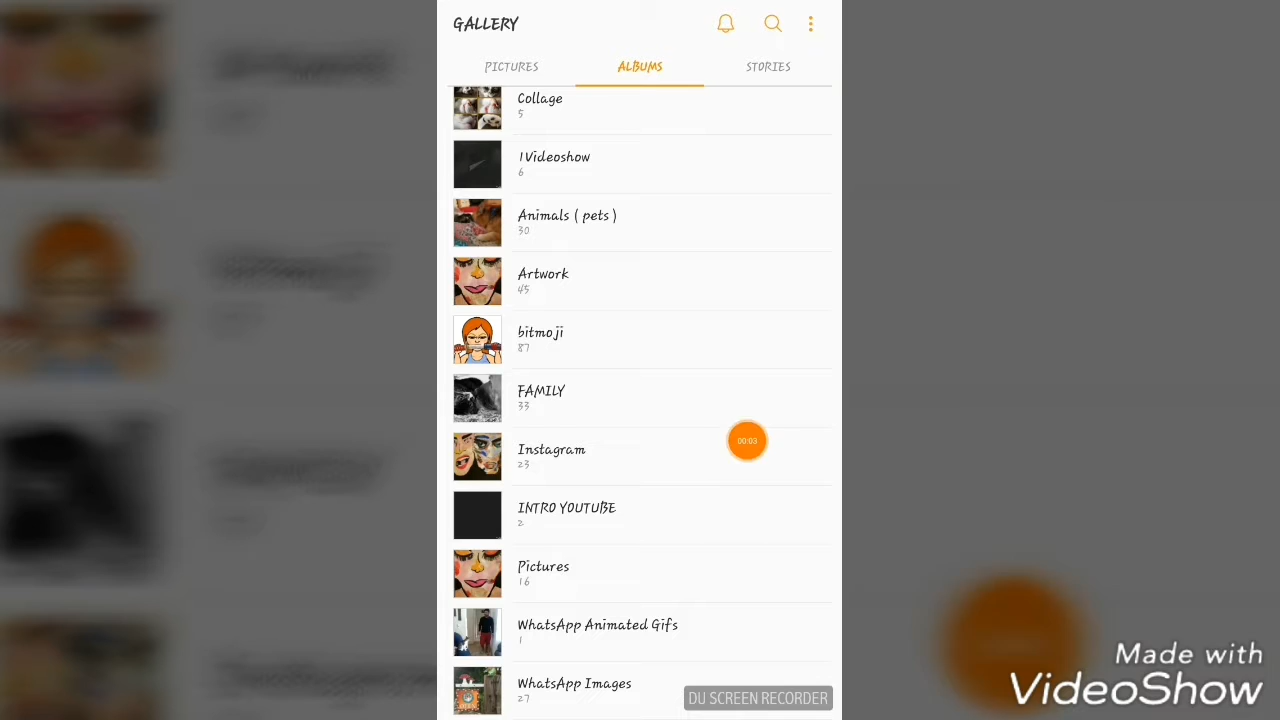 GALLERY
PICTURES
ALBUMS
STORIES
Collage
5
1Videoshow
6
Animals ( pets )
30
Artwork
45
bitmoji
87
FAMILY
33
00:03
Instagram
23
INTRO YOUTUBE
2
Pictures
16
WhatsApp Animated Gifs
1
WhatsApp Images
27
DU SCREEN RECORDER
Made with
VideoShow